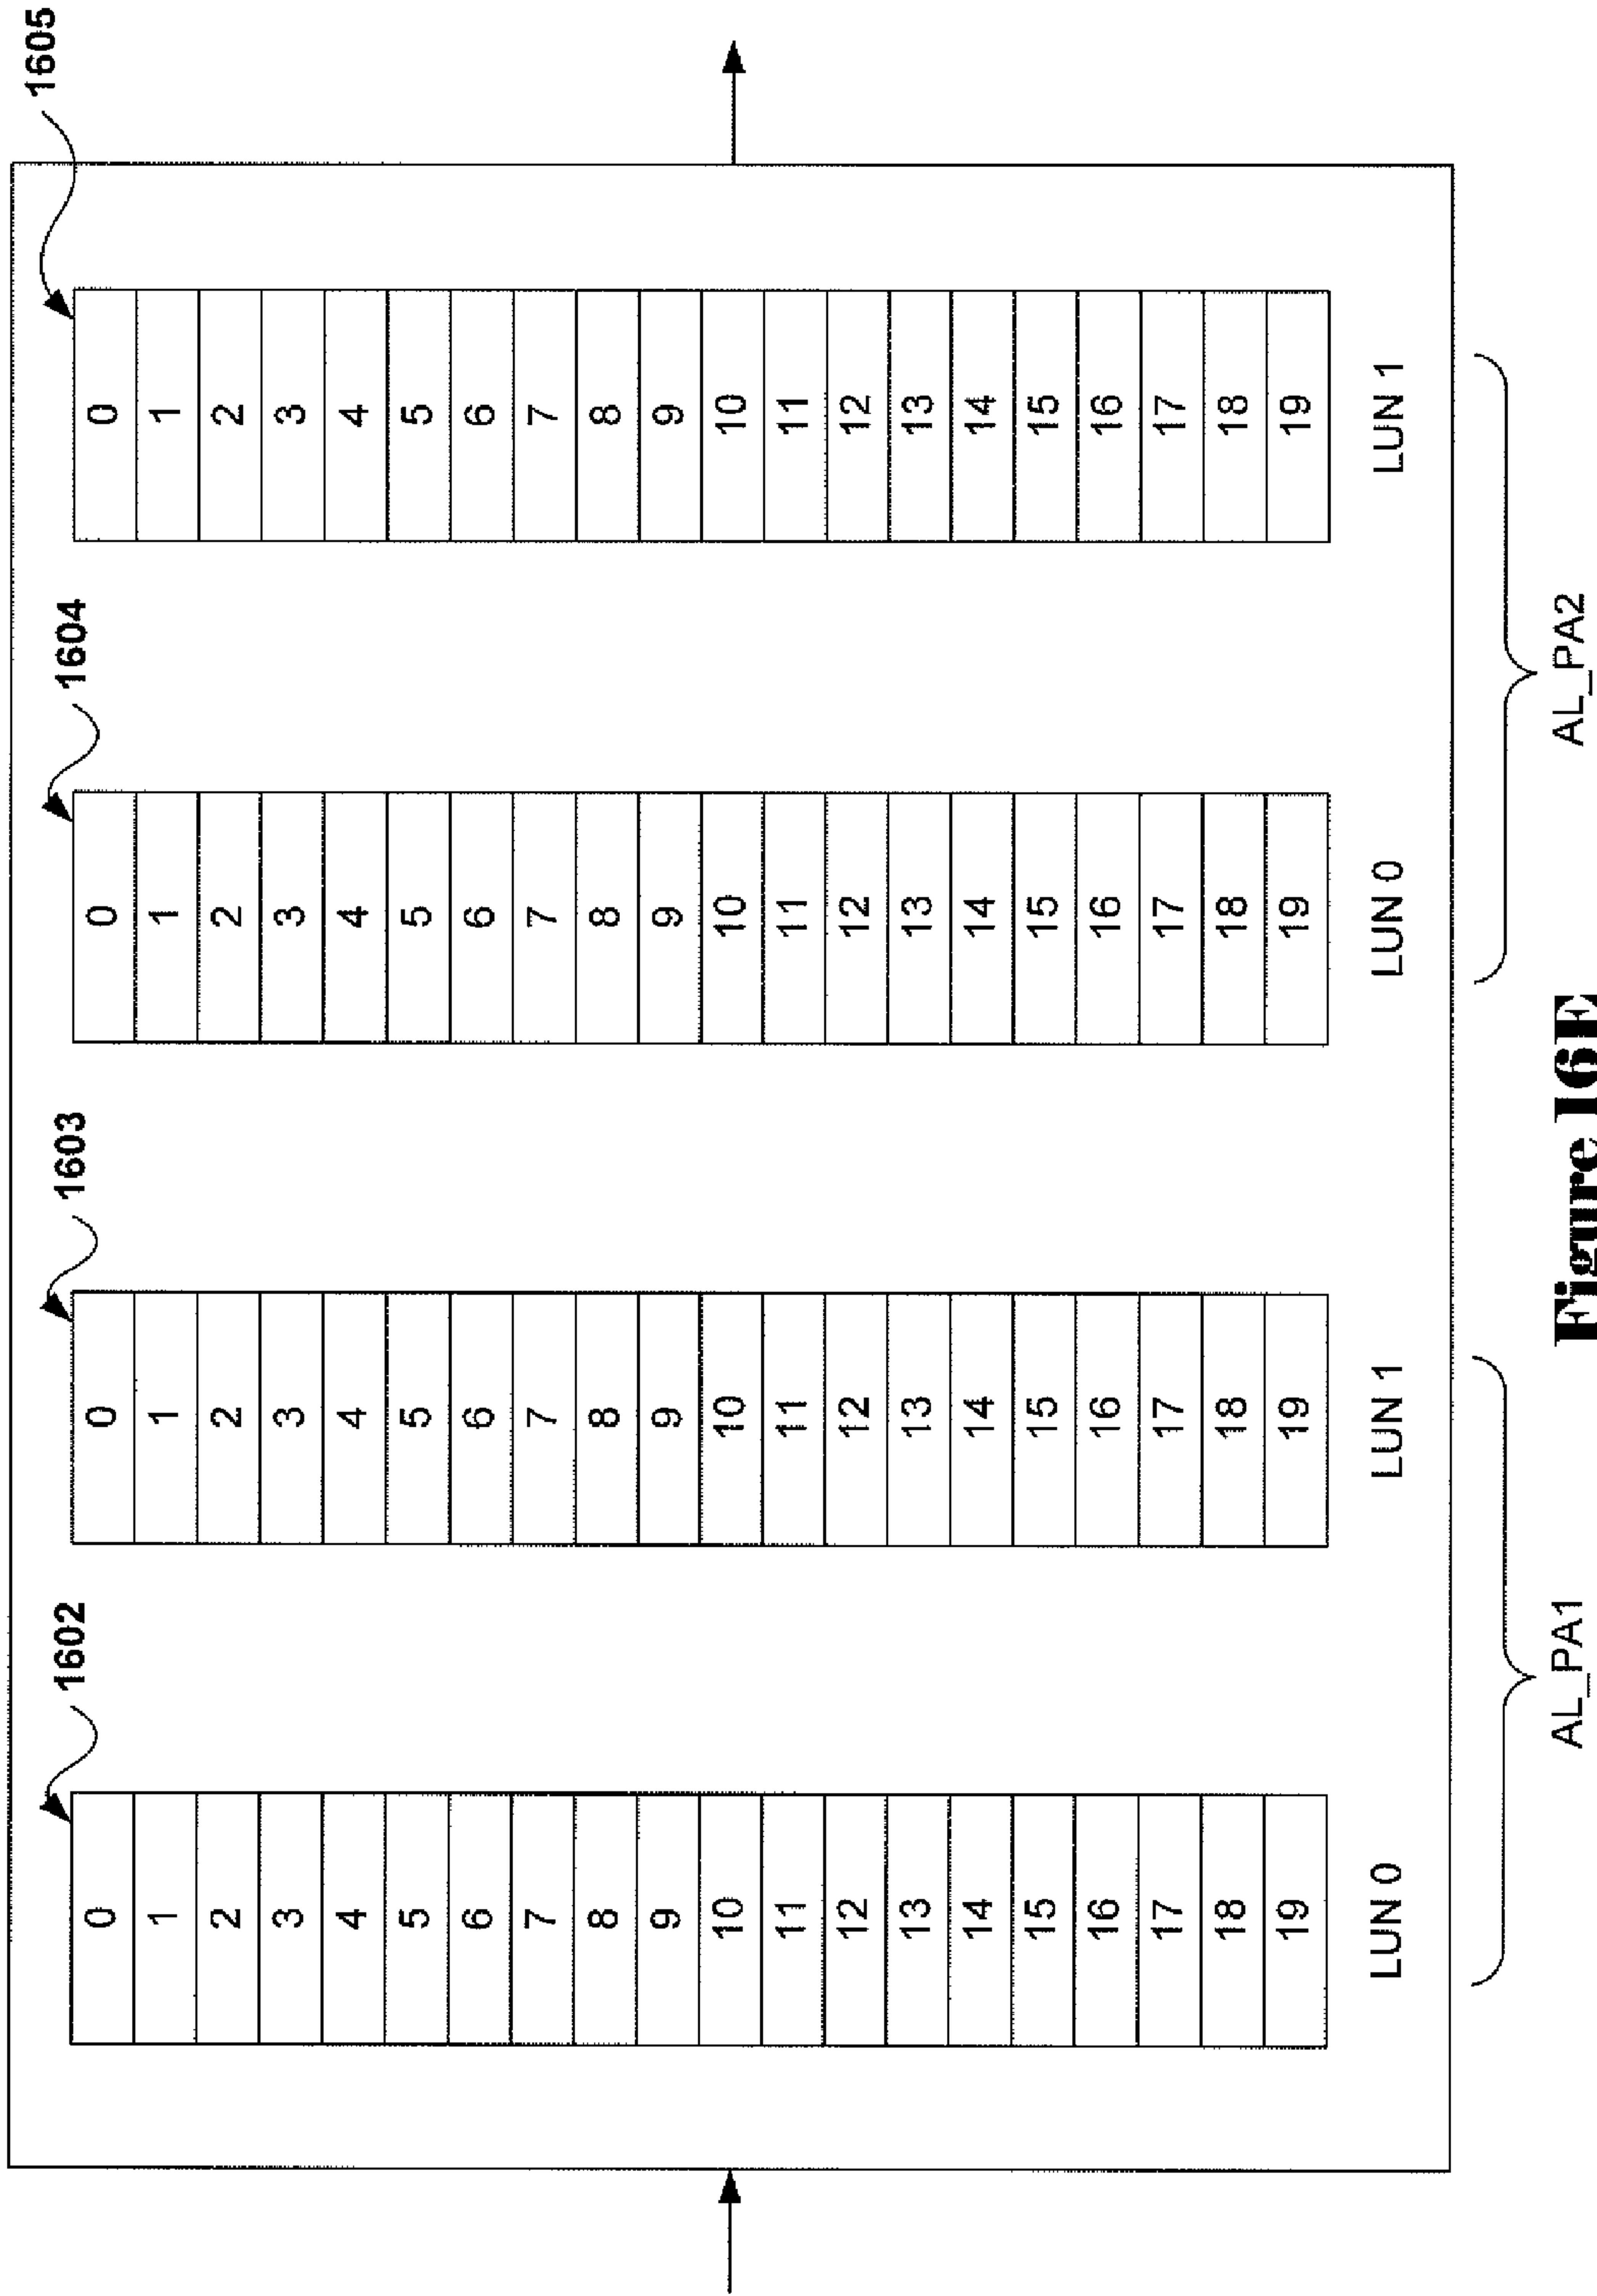 1602 1603 1604 1605
0 0 0 0
1 1 1 1
2 2 2 2
3 3 3 3
4 4 4 4
5 5 5 5
6 6 6 6
7 7 7 7
8 8 8 8
9 9 9 9
10 10 10 10
11 11 11 11
12 12 12 12
13 13 13 13
14 14 14 14
15 15 15 15
16 16 16 16
17 17 17 17
18 18 18 18
19 19 19 19
LUN 0 LUN 1 LUN 0 LUN 1
AL_PA1 AL_PA2
Figure 16E